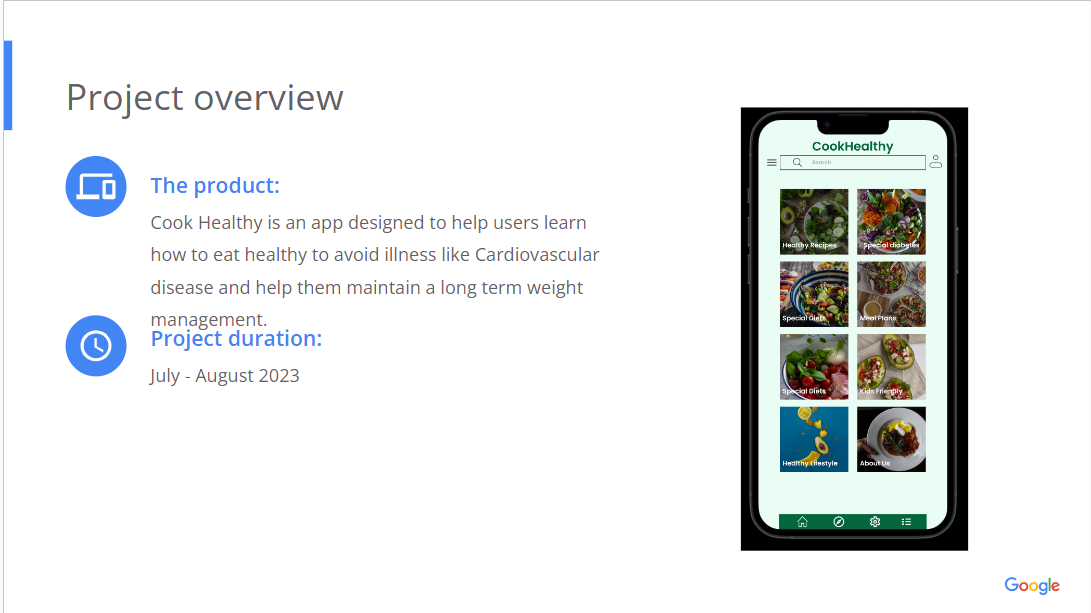 Project overview
The product:
Cook Healthy is an app designed to help users learn
how to eat healthy to avoid illness like Cardiovascular
disease and help them maintain a long term weight
management.
Project duration:
July - August 2023
CookHealthy
Search
Healthy Recipes
Special diabetes
Special Diets
Meal Plans
Special Diets
Kids Friendly
Healthy Lifestyle
About Us
Google